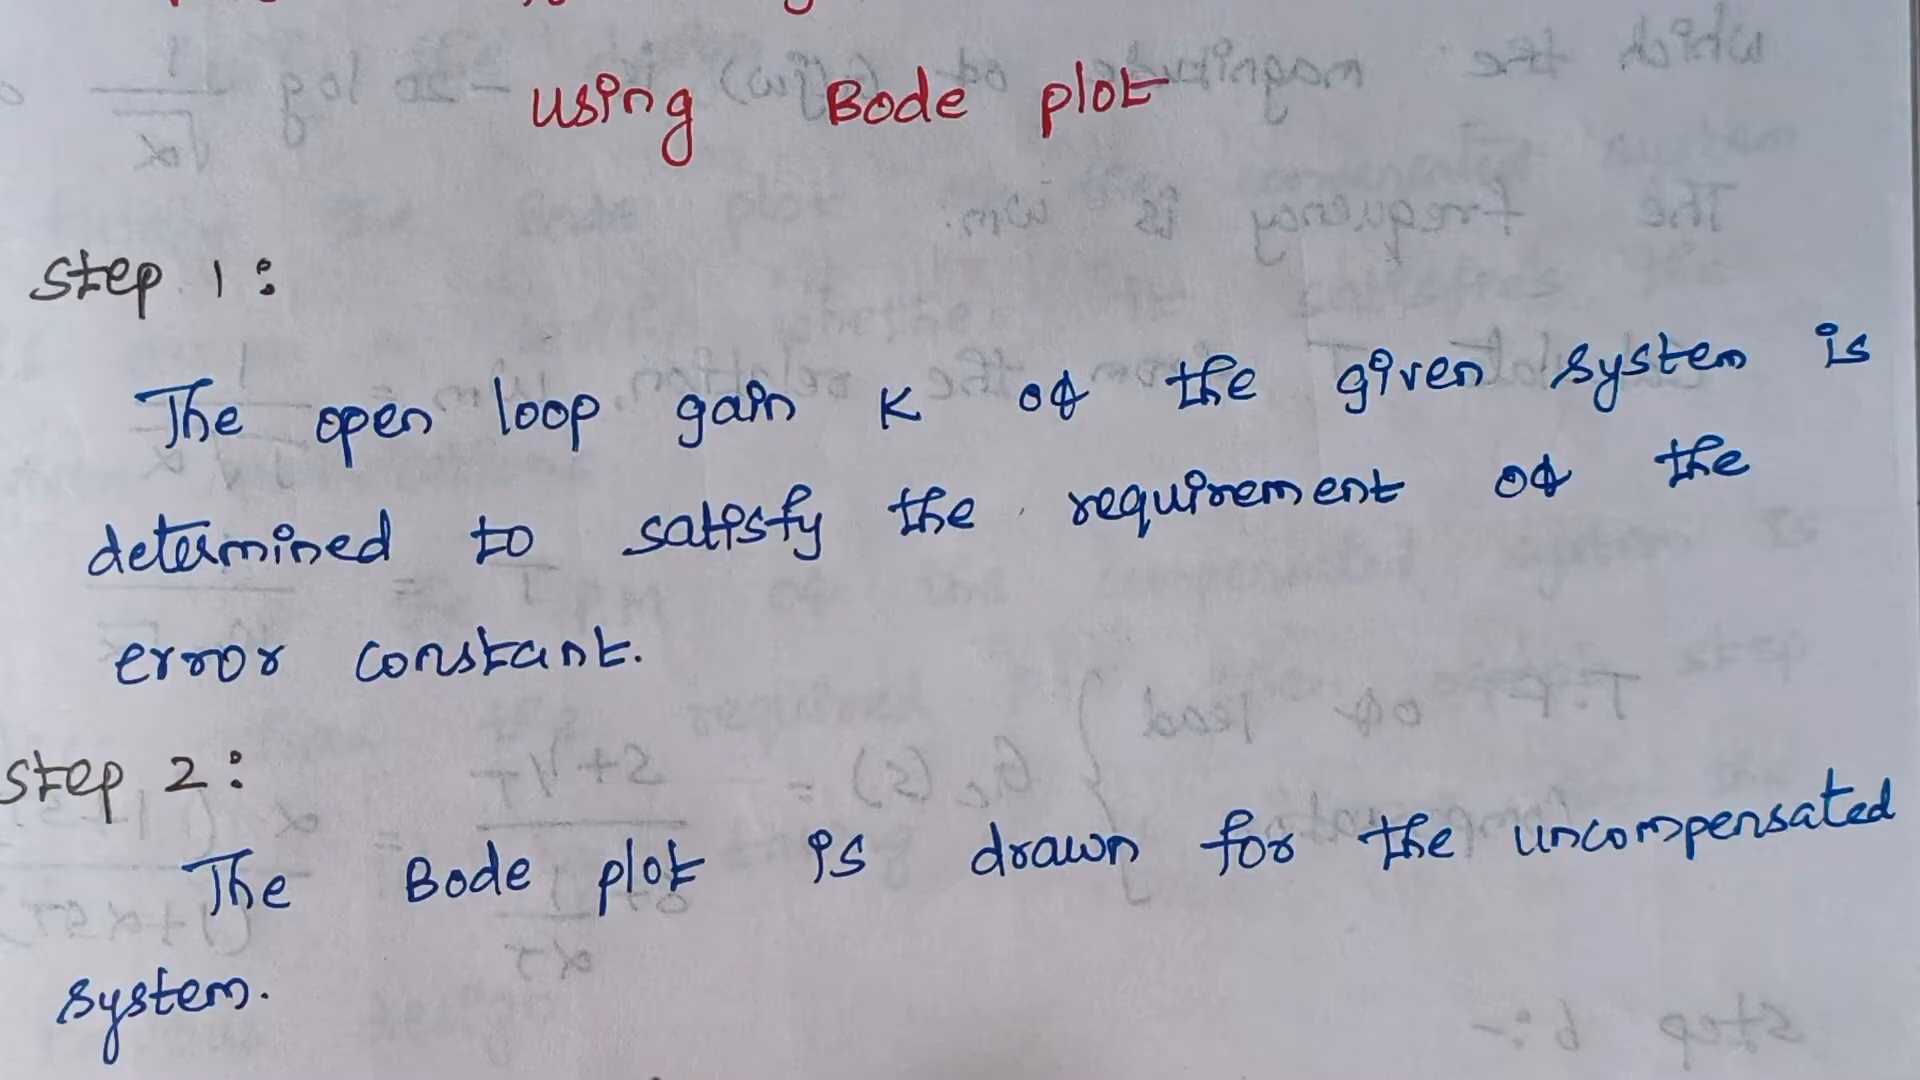 using Bode plot
Step 1:
The open loop gain K of the given system is
determined to satisfy the requirement of the
error constant.
Step 2:
The Bode plot is drawn for the uncompensated
system.